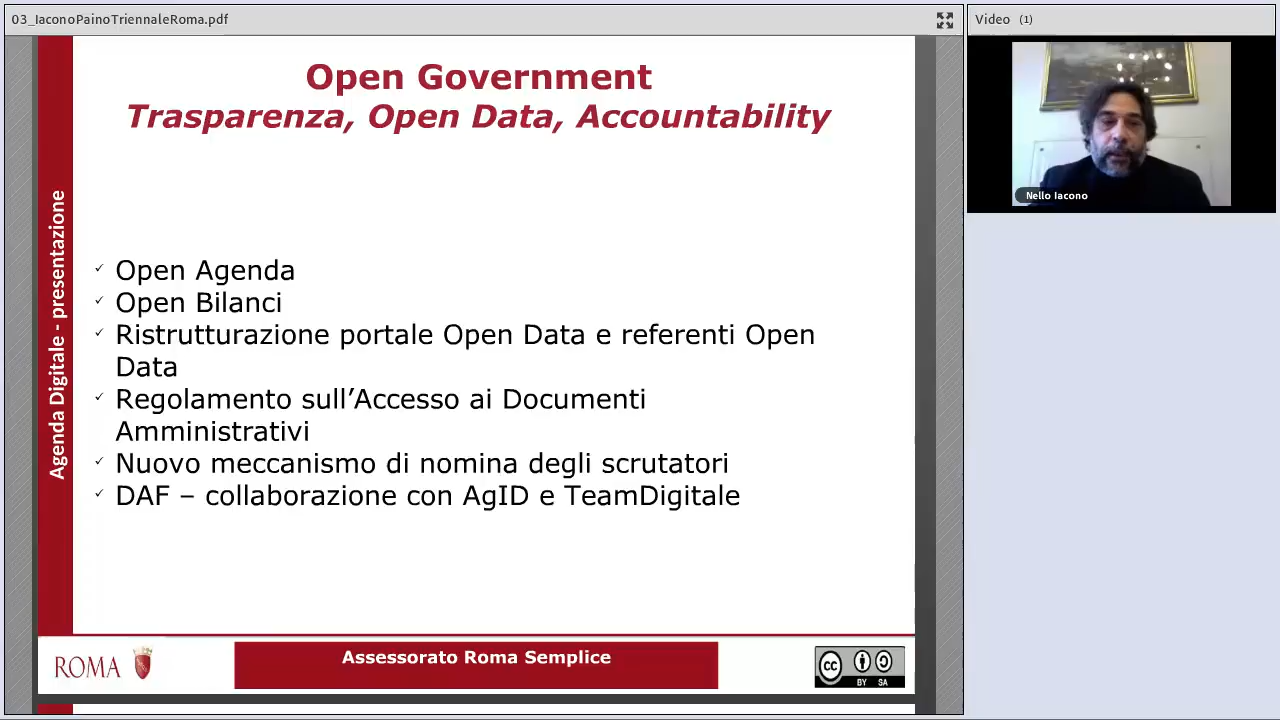 03_IaconoPainoTriennaleRoma.pdf
Video (1)
Open Government
Trasparenza, Open Data, Accountability
Agenda Digitale - presentazione
Nello Iacono
Open Agenda
Open Bilanci
Ristrutturazione portale Open Data e referenti Open
Data
Regolamento sull’Accesso ai Documenti
Amministrativi
Nuovo meccanismo di nomina degli scrutatori
DAF – collaborazione con AgID e TeamDigitale
ROMA
Assessorato Roma Semplice
cc
BY SA